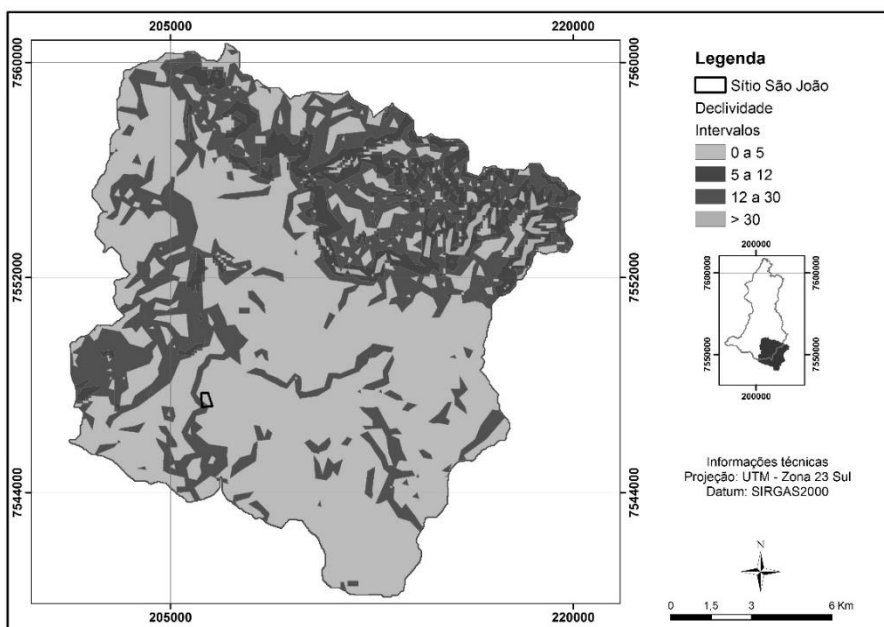 205000
220000
7560000
7560000
7552000
7552000
7544000
7544000
205000
220000
Legenda
Sítio São João
Declividade
Intervalos
0 a 5
5 a 12
12 a 30
> 30
200000
7600000
7600000
7550000
7550000
200000
Informações técnicas
Projeção: UTM - Zona 23 Sul
Datum: SIRGAS2000
N
0 1,5 3 6 Km